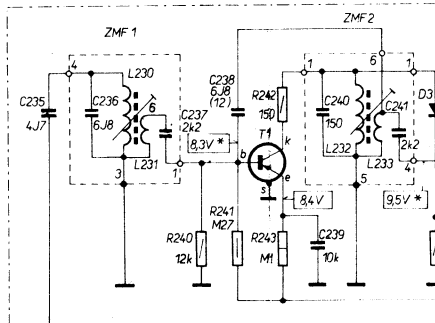 ZMF 1
ZMF 2
4
L230
C235
4J7
C236
6J8
6
C237
2k2
L231
3
1
C238
6J8
(12)
R242
150
8,3V *
T1
k
b
e
s
1
6
1
D3
C240
150
C241
2k2
L232
L233
4
5
8,4V
9,5V *
R240
12k
R241
M27
R243
M1
C239
10k